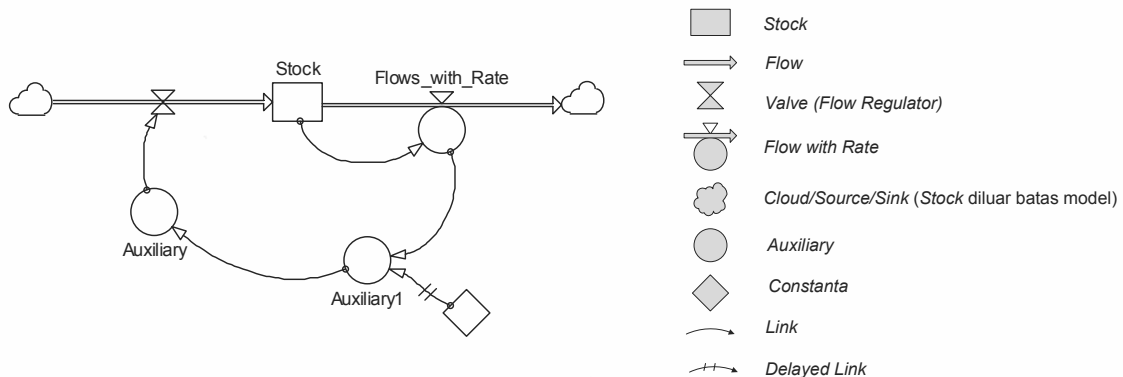 Stock
Flows_with_Rate
Auxiliary
Auxiliary1
Stock
Flow
Valve (Flow Regulator)
Flow with Rate
Cloud/Source/Sink (Stock diluar batas model)
Auxiliary
Constanta
Link
Delayed Link